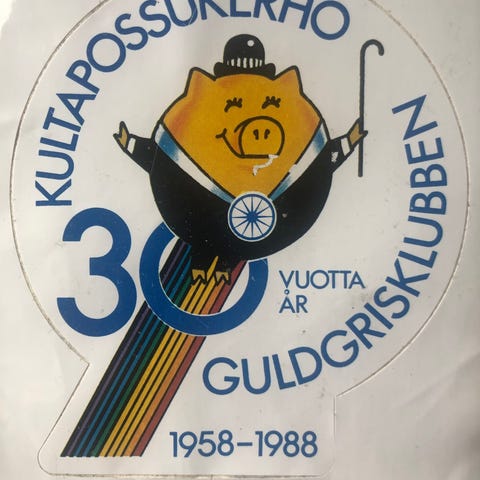 KULTAPOSSUKERHO
30
VUOTTA
ÅR
GULDGRISKLUBBEN
1958-1988